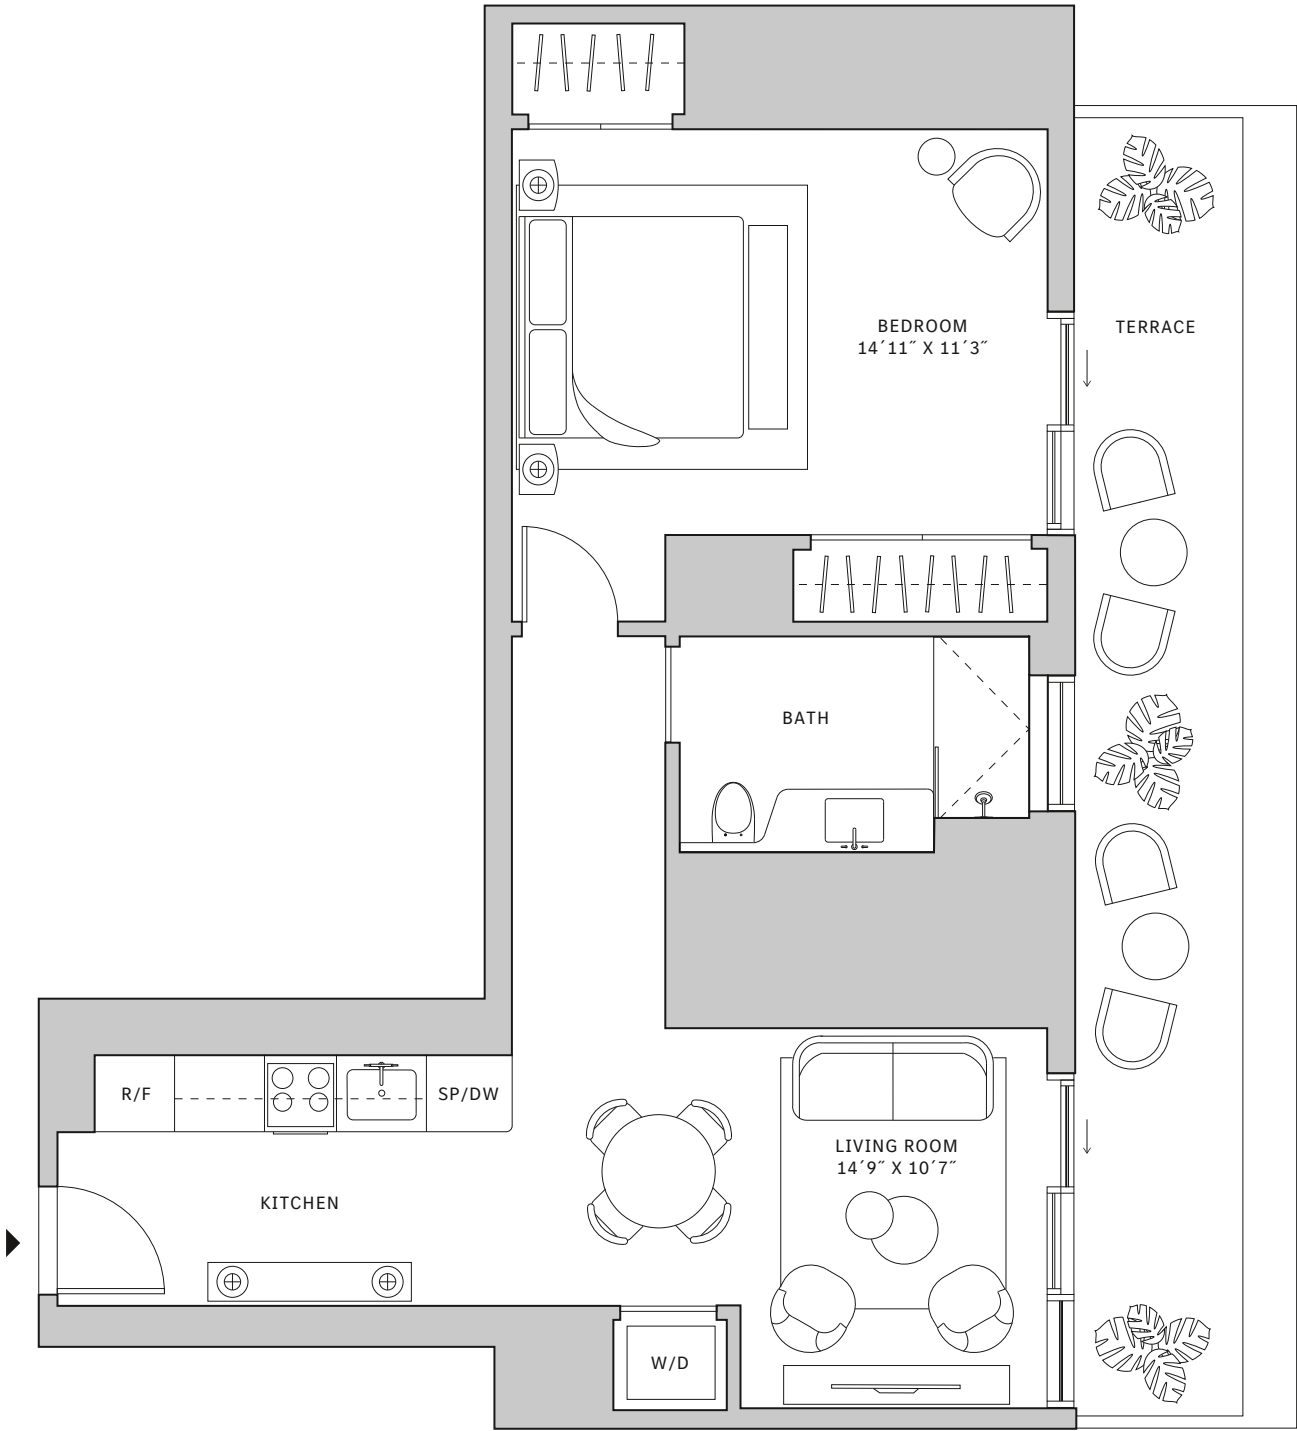 BEDROOM
14´11˝ X 11´3˝
TERRACE
BATH
R/F
SP/DW
LIVING ROOM
14´9˝ X 10´7˝
KITCHEN
W/D